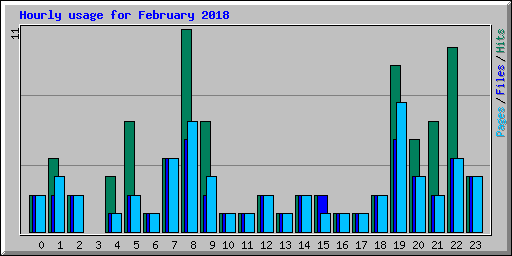 Hourly usage for February 2018
11
Pages/Files/Hits
0 1 2 3 4 5 6 7 8 9 10 11 12 13 14 15 16 17 18 19 20 21 22 23